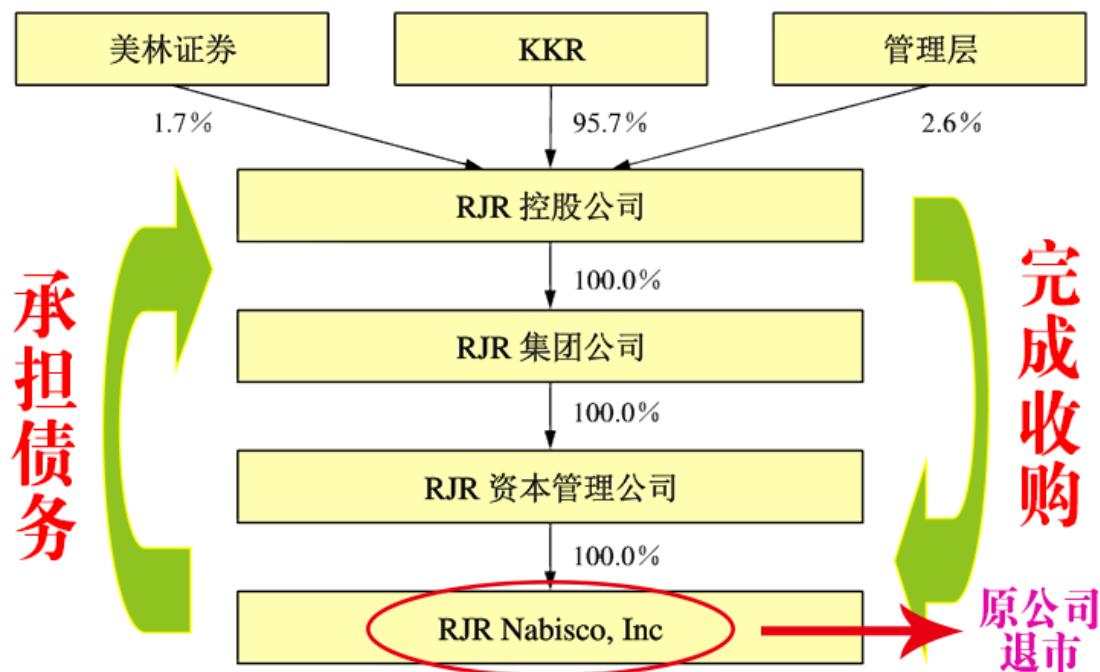 美林证券
KKR
管理层
1.7%
95.7%
2.6%
RJR 控股公司
100.0%
RJR 集团公司
100.0%
RJR 资本管理公司
100.0%
RJR Nabisco, Inc
承担债务
完成收购
原公司
退市